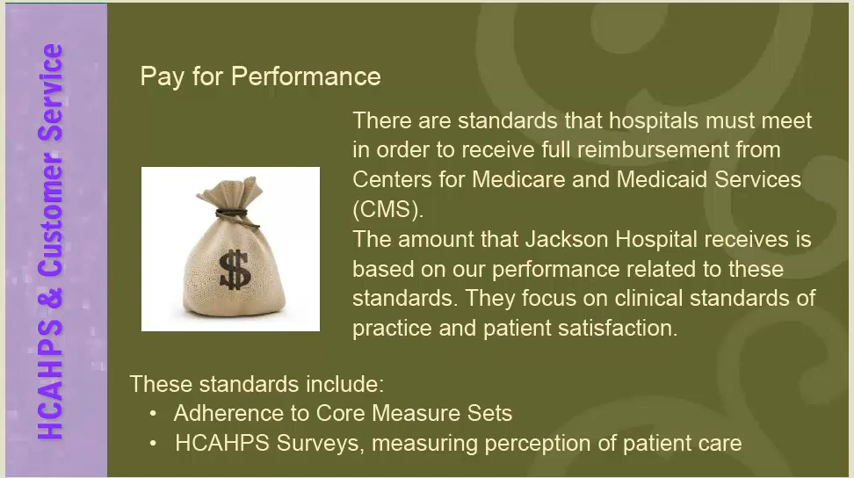 HCAHPS & Customer Service
Pay for Performance
There are standards that hospitals must meet
in order to receive full reimbursement from
Centers for Medicare and Medicaid Services
(CMS).
The amount that Jackson Hospital receives is
based on our performance related to these
standards. They focus on clinical standards of
practice and patient satisfaction.
$
These standards include:
• Adherence to Core Measure Sets
• HCAHPS Surveys, measuring perception of patient care